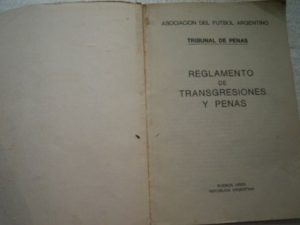 ASOCIACION DEL FUTBOL ARGENTINO
TRIBUNAL DE PENAS
REGLAMENTO
DE
TRANSGRESIONES
Y PENAS
BUENOS AIRES
REPUBLICA ARGENTINA